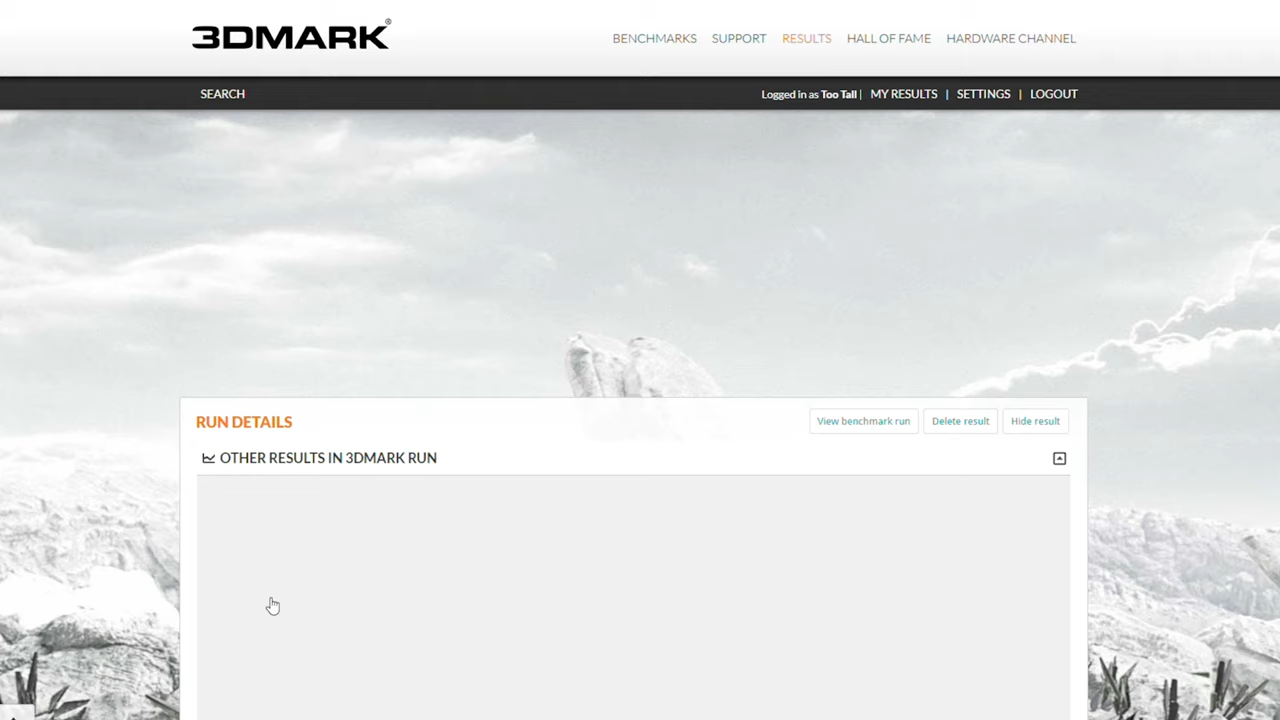 3DMARK®
BENCHMARKS SUPPORT RESULTS HALL OF FAME HARDWARE CHANNEL
SEARCH Logged in as Too Tall | MY RESULTS | SETTINGS | LOGOUT
RUN DETAILS View benchmark run Delete result Hide result
OTHER RESULTS IN 3DMARK RUN